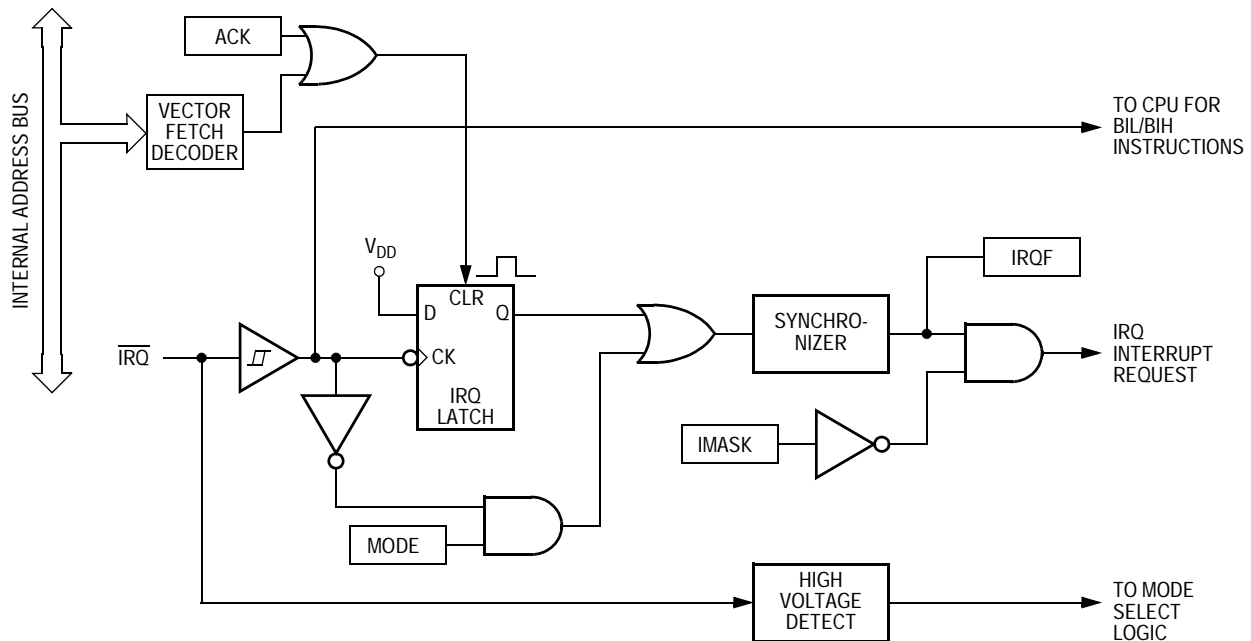 INTERNAL ADDRESS BUS
ACK
VECTOR
FETCH
DECODER
TO CPU FOR
BIL/BIH
INSTRUCTIONS
VDD
CLR
D
Q
CK
IRQ
LATCH
IRQ
SYNCHRO-
NIZER
IRQF
IRQ
INTERRUPT
REQUEST
IMASK
MODE
HIGH
VOLTAGE
DETECT
TO MODE
SELECT
LOGIC